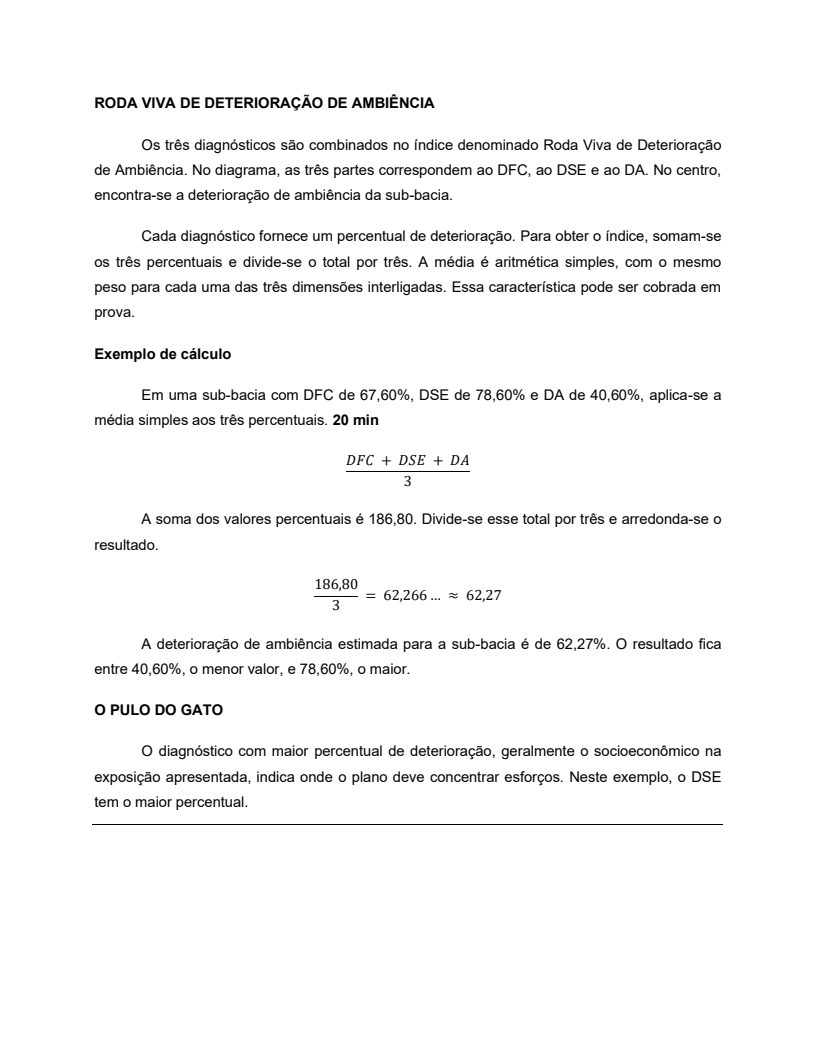 RODA VIVA DE DETERIORAÇÃO DE AMBIÊNCIA
Os três diagnósticos são combinados no índice denominado Roda Viva de Deterioração
de Ambiência. No diagrama, as três partes correspondem ao DFC, ao DSE e ao DA. No centro,
encontra-se a deterioração de ambiência da sub-bacia.
Cada diagnóstico fornece um percentual de deterioração. Para obter o índice, somam-se
os três percentuais e divide-se o total por três. A média é aritmética simples, com o mesmo
peso para cada uma das três dimensões interligadas. Essa característica pode ser cobrada em
prova.
Exemplo de cálculo
Em uma sub-bacia com DFC de 67,60%, DSE de 78,60% e DA de 40,60%, aplica-se a
média simples aos três percentuais. 20 min
DFC + DSE + DA
3
A soma dos valores percentuais é 186,80. Divide-se esse total por três e arredonda-se o
resultado.
186,80
3
= 62,266 … ≈ 62,27
A deterioração de ambiência estimada para a sub-bacia é de 62,27%. O resultado fica
entre 40,60%, o menor valor, e 78,60%, o maior.
O PULO DO GATO
O diagnóstico com maior percentual de deterioração, geralmente o socioeconômico na
exposição apresentada, indica onde o plano deve concentrar esforços. Neste exemplo, o DSE
tem o maior percentual.